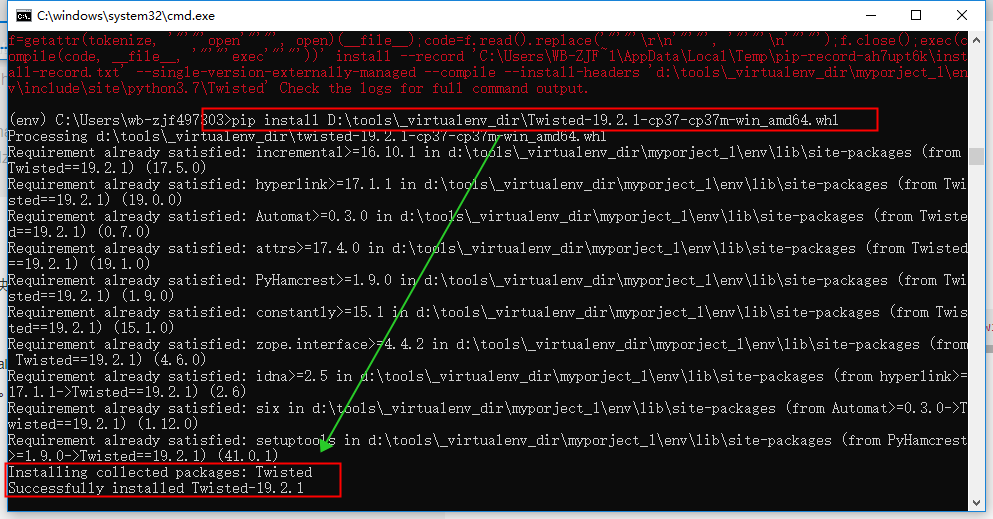 C:\windows\system32\cmd.exe
f=getattr(tokenize, '"'"'open'"'"', open)(__file__);code=f.read().replace('"'"'\r\n'"'"', '"'"'\n'"'"');f.close();exec(c
ompile(code, __file__, '"'"'exec'"'"'))' install --record 'C:\Users\WB-ZJF~1\AppData\Local\Temp\pip-record-ah7upt6k\inst
all-record.txt' --single-version-externally-managed --compile --install-headers 'd:\tools\_virtualenv_dir\myporject_1\en
v\include\site\python3.7\Twisted' Check the logs for full command output.
(env) C:\Users\wb-zjf497803>pip install D:\tools\_virtualenv_dir\Twisted-19.2.1-cp37-cp37m-win_amd64.whl
Processing d:\tools\_virtualenv_dir\twisted-19.2.1-cp37-cp37m-win_amd64.whl
Requirement already satisfied: incremental>=16.10.1 in d:\tools\_virtualenv_dir\myporject_1\env\lib\site-packages (from
Twisted==19.2.1) (17.5.0)
Requirement already satisfied: hyperlink>=17.1.1 in d:\tools\_virtualenv_dir\myporject_1\env\lib\site-packages (from Twi
sted==19.2.1) (19.0.0)
Requirement already satisfied: Automat>=0.3.0 in d:\tools\_virtualenv_dir\myporject_1\env\lib\site-packages (from Twiste
d==19.2.1) (0.7.0)
Requirement already satisfied: attrs>=17.4.0 in d:\tools\_virtualenv_dir\myporject_1\env\lib\site-packages (from Twisted
==19.2.1) (19.1.0)
Requirement already satisfied: PyHamcrest>=1.9.0 in d:\tools\_virtualenv_dir\myporject_1\env\lib\site-packages (from Twi
sted==19.2.1) (1.9.0)
Requirement already satisfied: constantly>=15.1 in d:\tools\_virtualenv_dir\myporject_1\env\lib\site-packages (from Twis
ted==19.2.1) (15.1.0)
Requirement already satisfied: zope.interface>=4.4.2 in d:\tools\_virtualenv_dir\myporject_1\env\lib\site-packages (from
Twisted==19.2.1) (4.6.0)
Requirement already satisfied: idna>=2.5 in d:\tools\_virtualenv_dir\myporject_1\env\lib\site-packages (from hyperlink>=
17.1.1->Twisted==19.2.1) (2.6)
Requirement already satisfied: six in d:\tools\_virtualenv_dir\myporject_1\env\lib\site-packages (from Automat>=0.3.0->T
wisted==19.2.1) (1.12.0)
Requirement already satisfied: setuptools in d:\tools\_virtualenv_dir\myporject_1\env\lib\site-packages (from PyHamcrest
>=1.9.0->Twisted==19.2.1) (41.0.1)
Installing collected packages: Twisted
Successfully installed Twisted-19.2.1